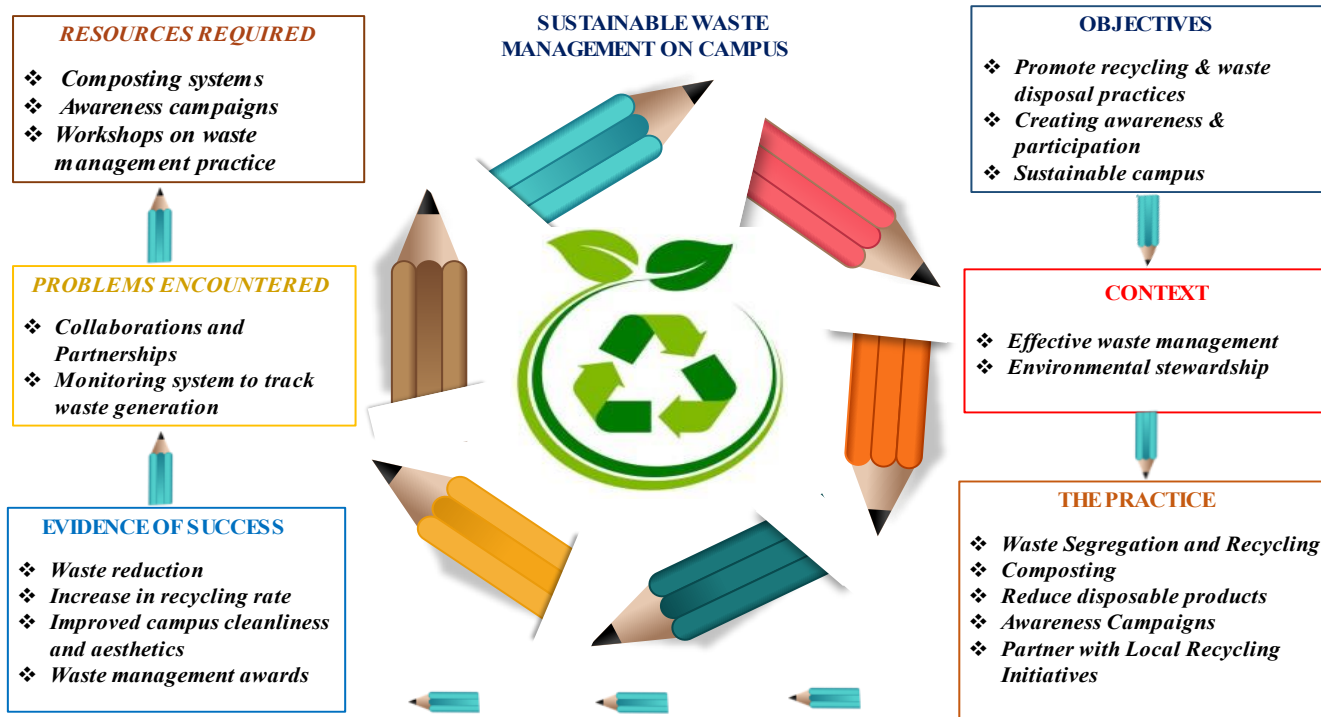 SUSTAINABLE WASTE
MANAGEMENT ON CAMPUS
OBJECTIVES
❖ Promote recycling & waste
disposal practices
❖ Creating awareness &
participation
❖ Sustainable campus
CONTEXT
❖ Effective waste management
❖ Environmental stewardship
THE PRACTICE
❖ Waste Segregation and Recycling
❖ Composting
❖ Reduce disposable products
❖ Awareness Campaigns
❖ Partner with Local Recycling
Initiatives
EVIDENCE OF SUCCESS
❖ Waste reduction
❖ Increase in recycling rate
❖ Improved campus cleanliness
and aesthetics
❖ Waste management awards
PROBLEMS ENCOUNTERED
❖ Collaborations and
Partnerships
❖ Monitoring system to track
waste generation
RESOURCES REQUIRED
❖ Composting systems
❖ Awareness campaigns
❖ Workshops on waste
management practice